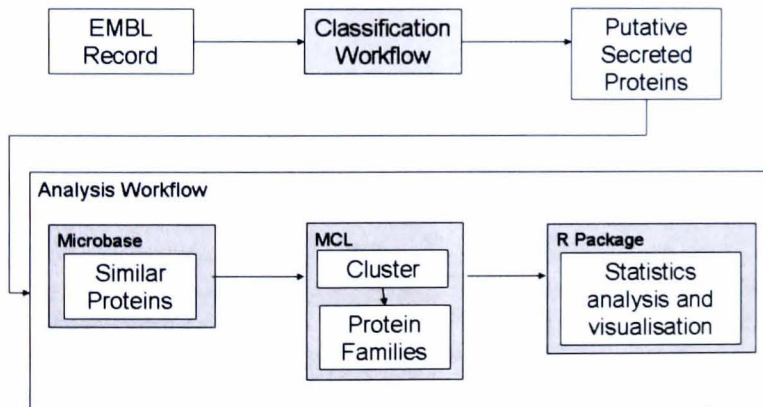 EMBL
Record
Classification
Workflow
Putative
Secreted
Proteins
Analysis Workflow
Microbase
Similar
Proteins
MCL
Cluster
Protein
Families
R Package
Statistics
analysis and
visualisation